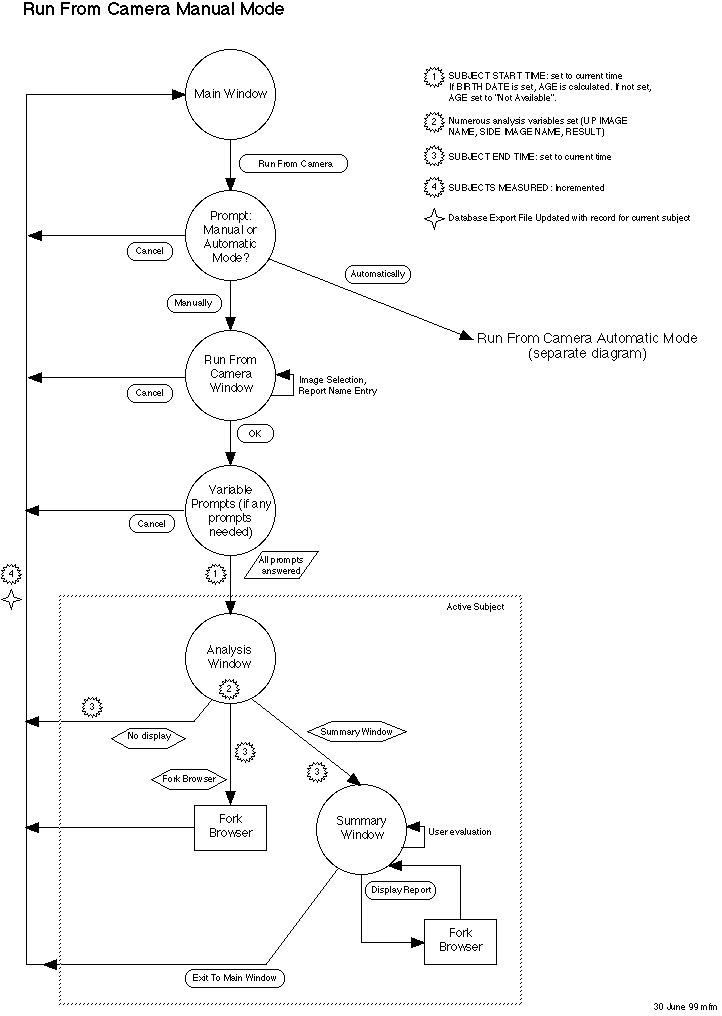 Run From Camera Manual Mode
Main Window
1
SUBJECT START TIME: set to current time
If BIRTH DATE is set, AGE is calculated. If not set,
AGE set to "Not Available".
2
Numerous analysis variables set (UP IMAGE
NAME, SIDE IMAGE NAME, RESULT)
3
SUBJECT END TIME: set to current time
4
SUBJECTS MEASURED: Incremented
Database Export File Updated with record for current subject
Run From Camera
Prompt:
Manual or
Automatic
Mode?
Cancel
Automatically
Manually
Run From Camera Automatic Mode
(separate diagram)
Run From
Camera
Window
Cancel
Image Selection,
Report Name Entry
OK
Variable
Prompts (if any
prompts
needed)
Cancel
All prompts
answered
1
4
Active Subject
Analysis
Window
2
3
No display
3
Summary Window
Fork Browser
3
Fork
Browser
Summary
Window
User evaluation
Display Report
Fork
Browser
Exit To Main Window
30 June 99 mfm